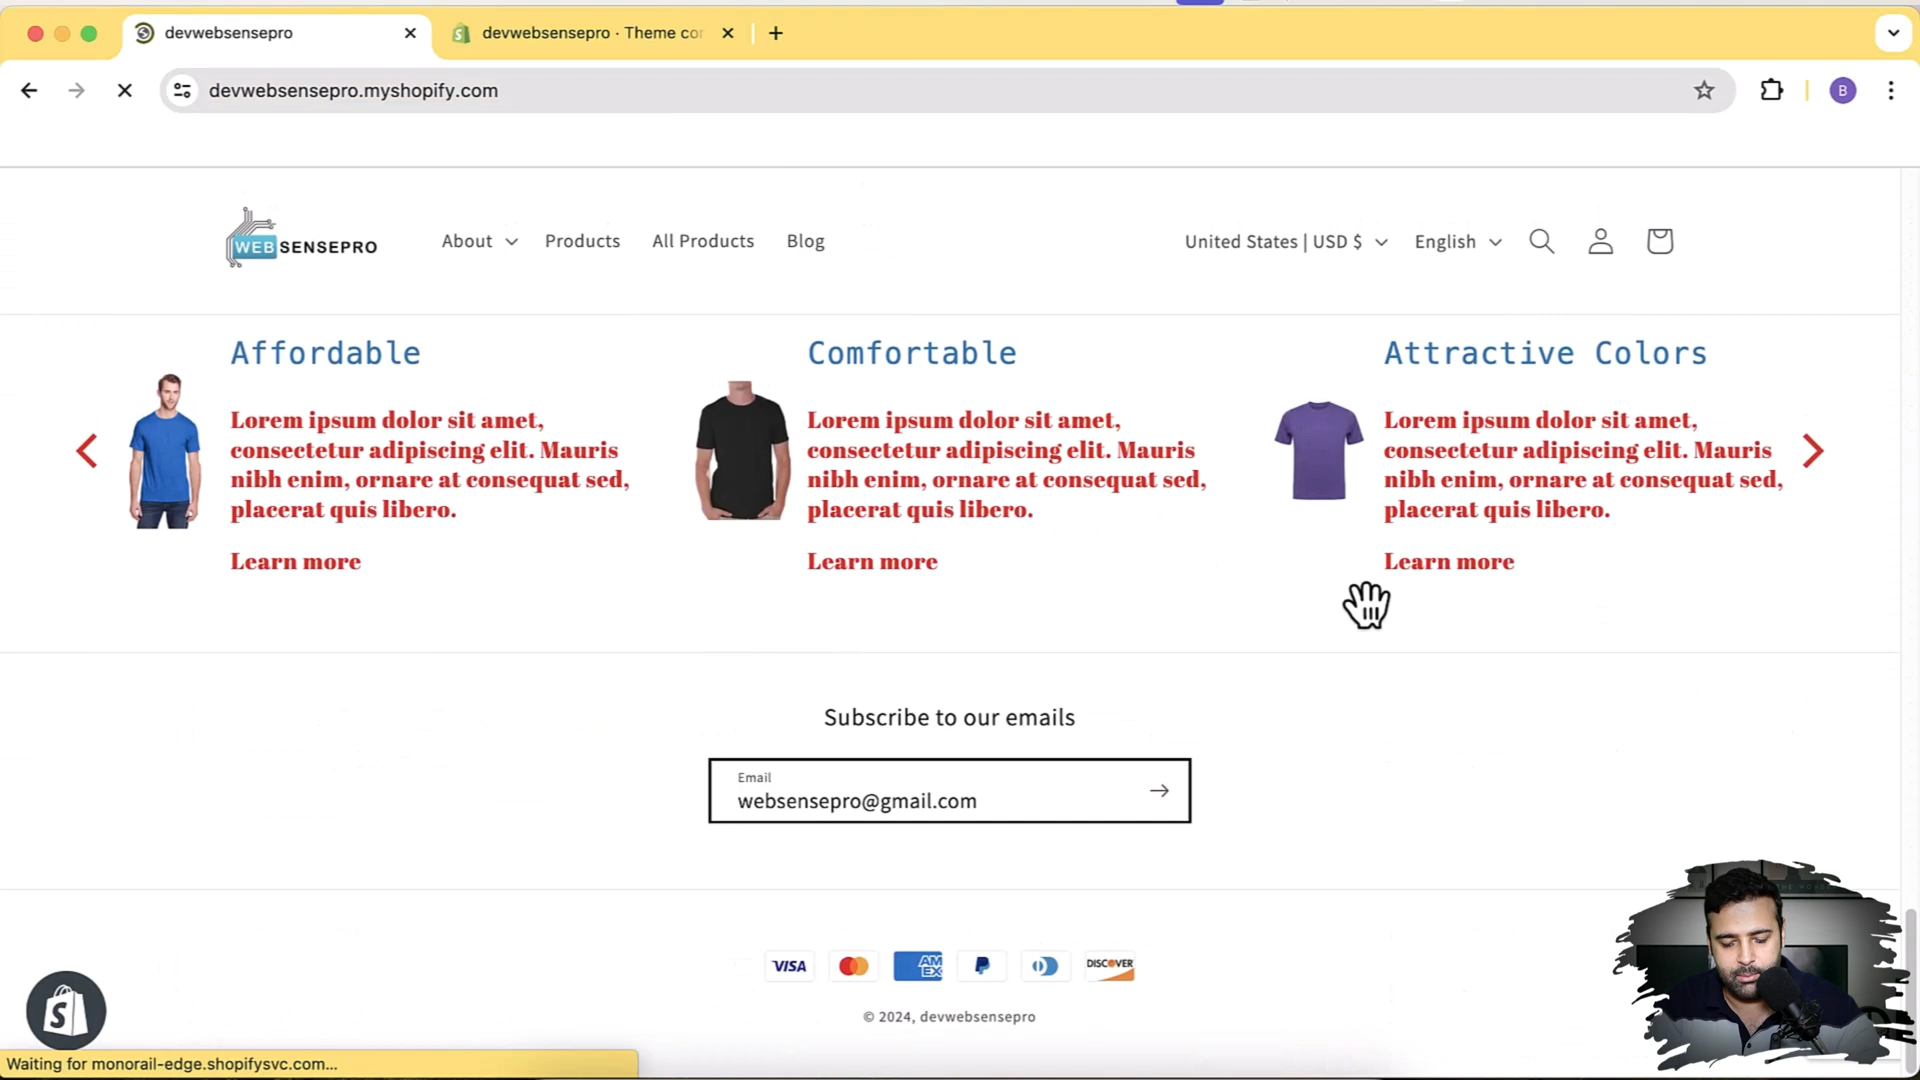 devwebsensepro
devwebsensepro · Theme co
devwebsensepro.myshopify.com
B
WEBSENSEPRO
About
Products
All Products
Blog
United States | USD $
English
Affordable
Lorem ipsum dolor sit amet,
consectetur adipiscing elit. Mauris
nibh enim, ornare at consequat sed,
placerat quis libero.
Learn more
Comfortable
Lorem ipsum dolor sit amet,
consectetur adipiscing elit. Mauris
nibh enim, ornare at consequat sed,
placerat quis libero.
Learn more
Attractive Colors
Lorem ipsum dolor sit amet,
consectetur adipiscing elit. Mauris
nibh enim, ornare at consequat sed,
placerat quis libero.
Learn more
Subscribe to our emails
Email
websensepro@gmail.com
VISA
AMEX
DISCOVER
© 2024, devwebsensepro
Waiting for monorail-edge.shopifysvc.com...